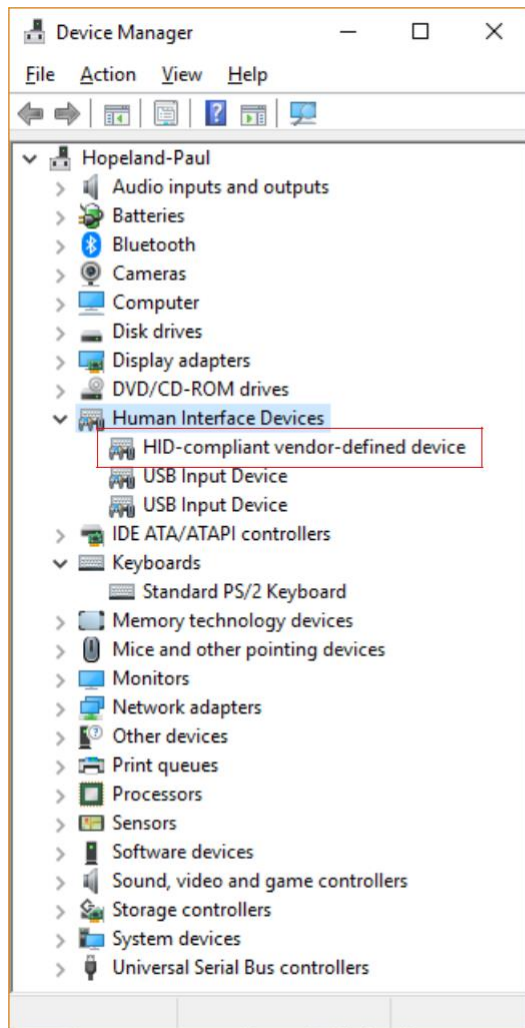 Device Manager
File Action View Help
Hopeland-Paul
Audio inputs and outputs
Batteries
Bluetooth
Cameras
Computer
Disk drives
Display adapters
DVD/CD-ROM drives
Human Interface Devices
HID-compliant vendor-defined device
USB Input Device
USB Input Device
IDE ATA/ATAPI controllers
Keyboards
Standard PS/2 Keyboard
Memory technology devices
Mice and other pointing devices
Monitors
Network adapters
Other devices
Print queues
Processors
Sensors
Software devices
Sound, video and game controllers
Storage controllers
System devices
Universal Serial Bus controllers